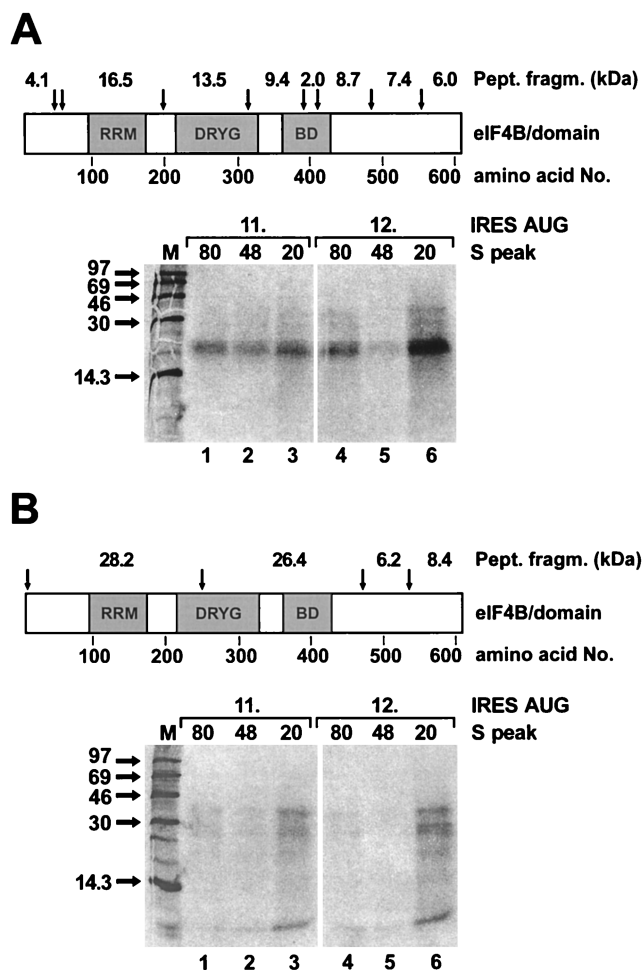 A
4.1 16.5 13.5 9.4 2.0 8.7 7.4 6.0 Pept. fragm. (kDa)
RRM DRYG BD eIF4B/domain
100 200 300 400 500 600 amino acid No.
11. 12. IRES AUG
M 80 48 20 80 48 20 S peak
97
69
46
30
14.3
1 2 3 4 5 6
B
28.2 26.4 6.2 8.4 Pept. fragm. (kDa)
RRM DRYG BD eIF4B/domain
100 200 300 400 500 600 amino acid No.
11. 12. IRES AUG
M 80 48 20 80 48 20 S peak
97
69
46
30
14.3
1 2 3 4 5 6